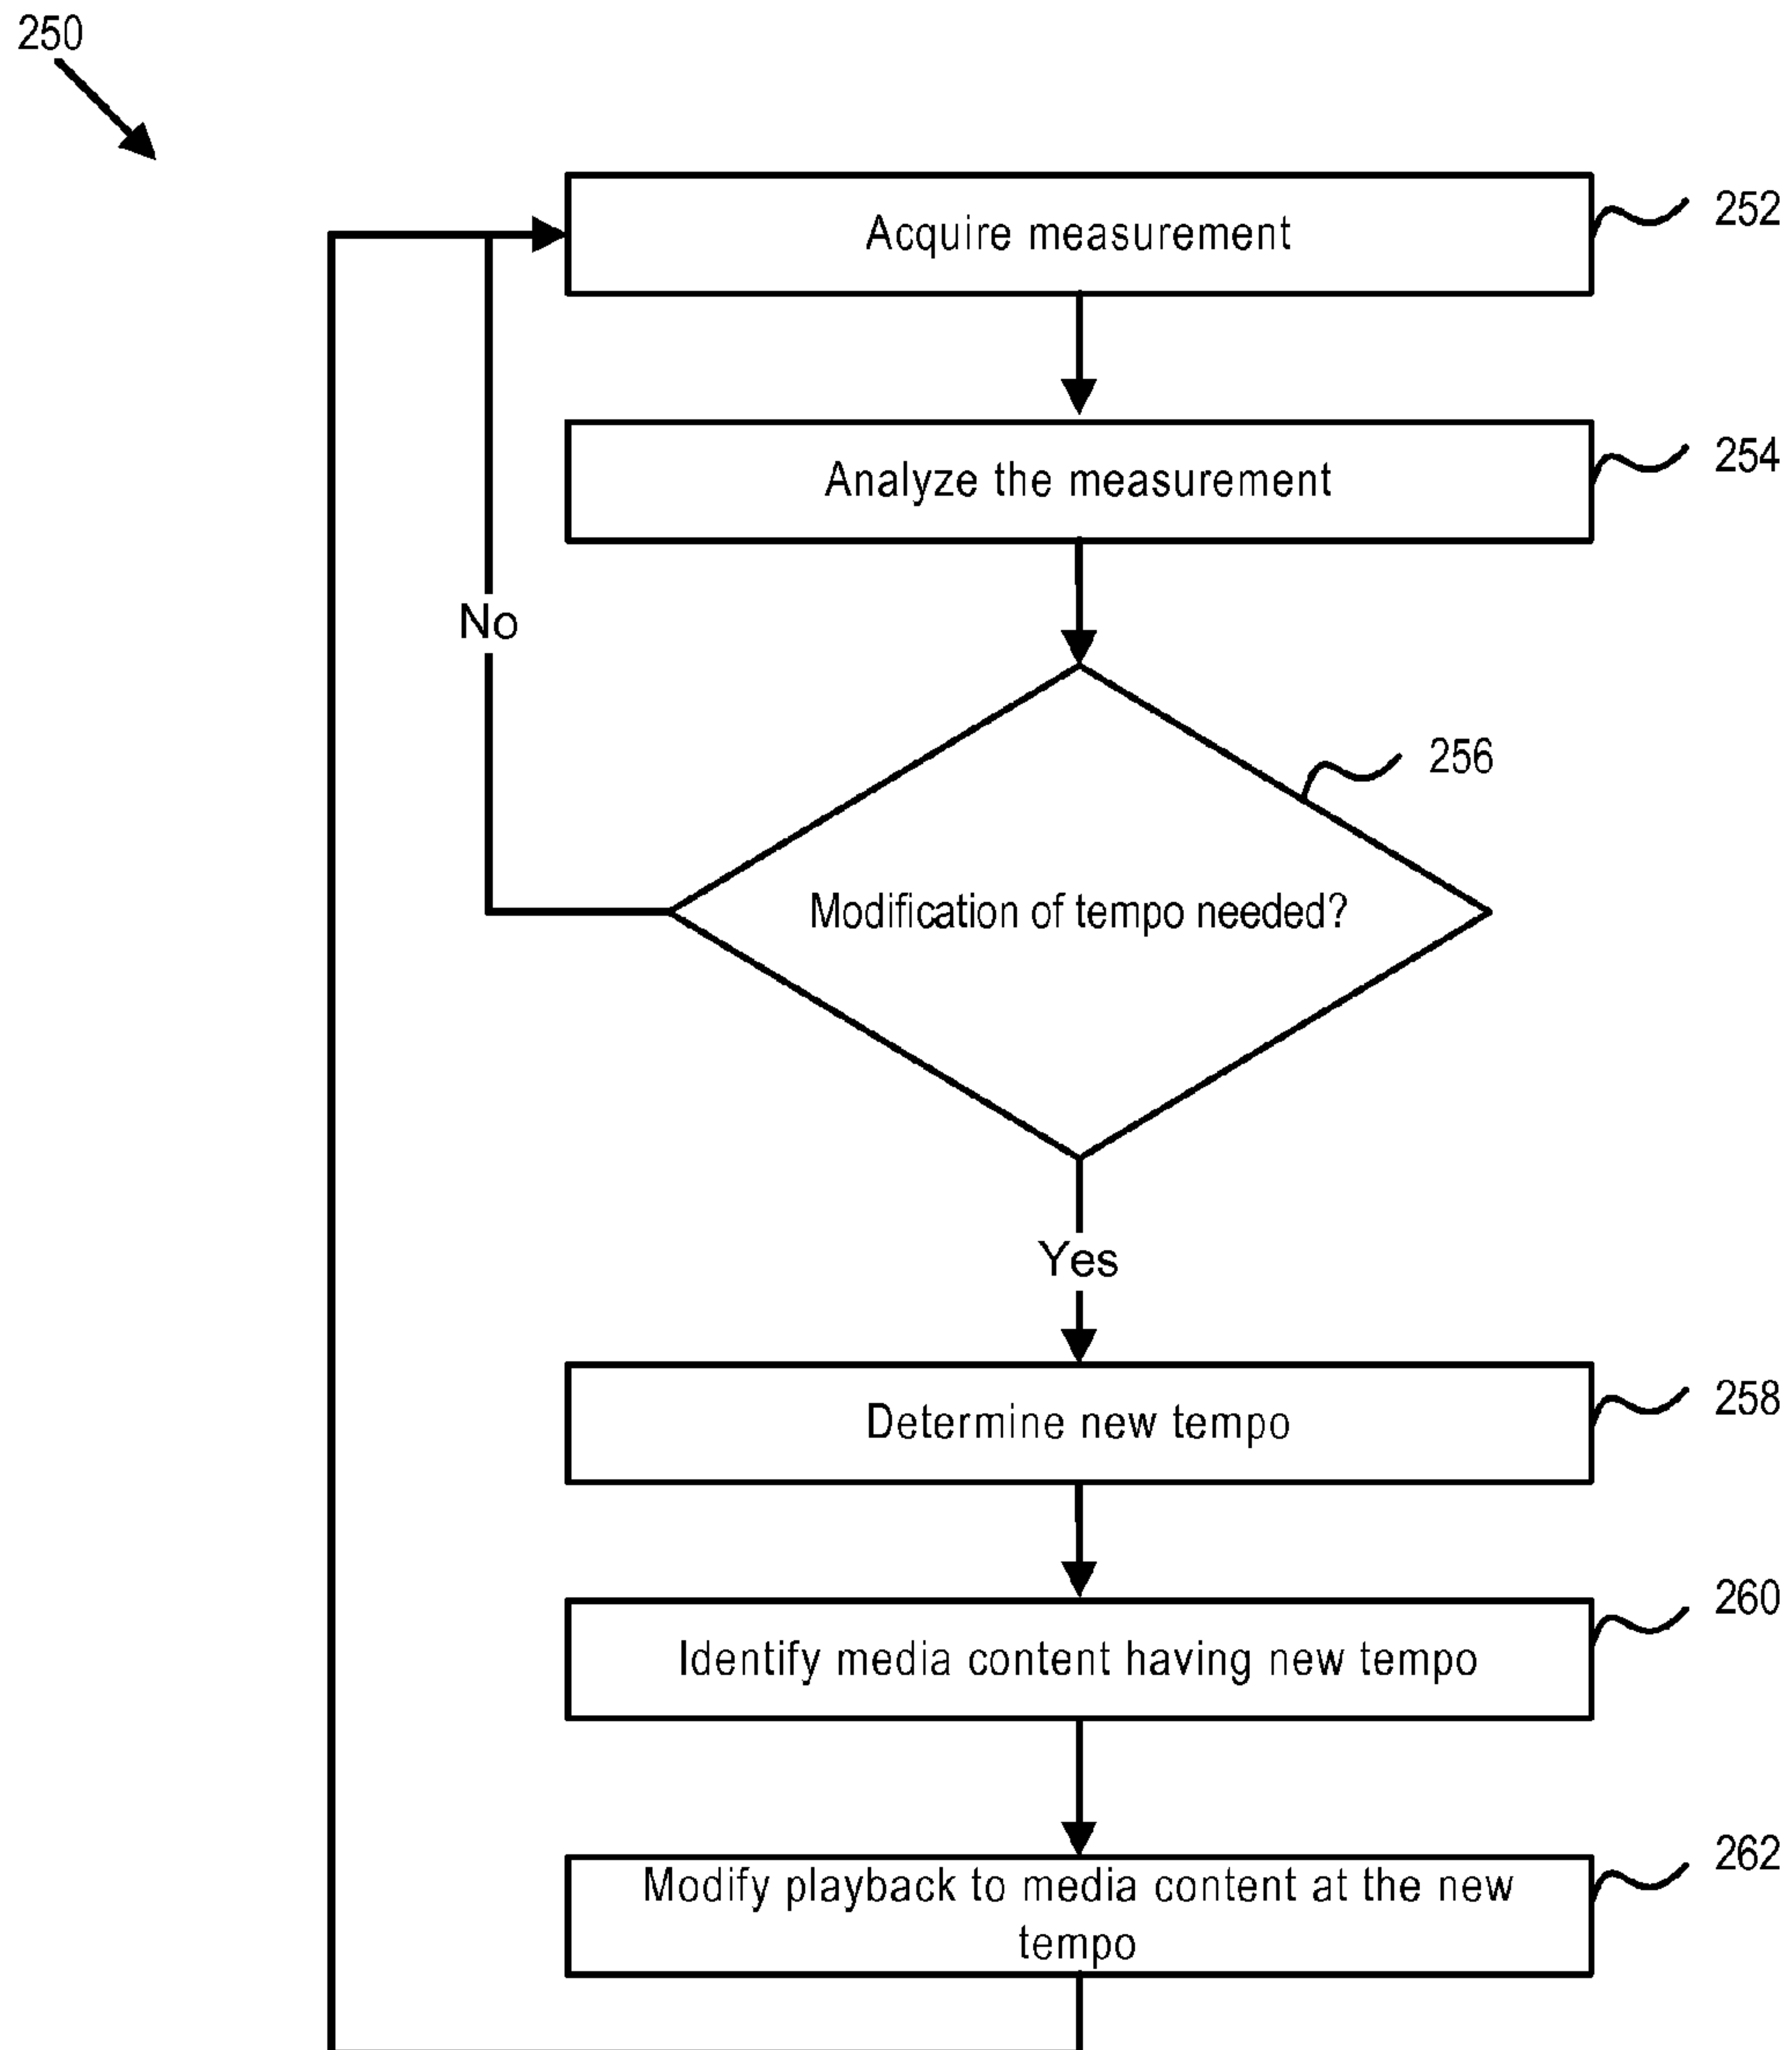 250
Acquire measurement
252
Analyze the measurement
254
No
256
Modification of tempo needed?
Yes
Determine new tempo
258
Identify media content having new tempo
260
Modify playback to media content at the new
tempo
262